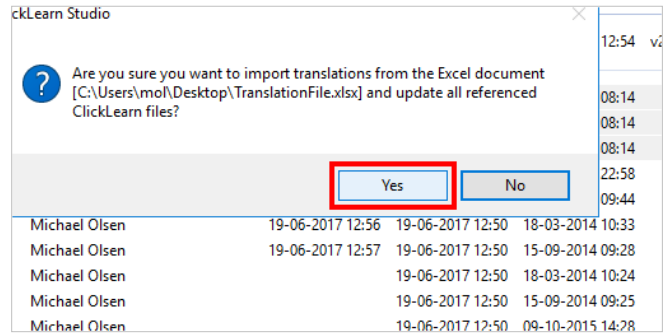 ckLearn Studio
12:54 v2
Are you sure you want to import translations from the Excel document
[C:\Users\mol\Desktop\TranslationFile.xlsx] and update all referenced
ClickLearn files?
08:14
08:14
08:14
Yes No
22:58
09:44
Michael Olsen 19-06-2017 12:56 19-06-2017 12:50 18-03-2014 10:33
Michael Olsen 19-06-2017 12:57 19-06-2017 12:50 15-09-2014 09:28
Michael Olsen 19-06-2017 12:50 18-03-2014 10:24
Michael Olsen 19-06-2017 12:50 15-09-2014 09:25
Michael Olsen 19-06-2017 12:50 09-10-2015 14:28